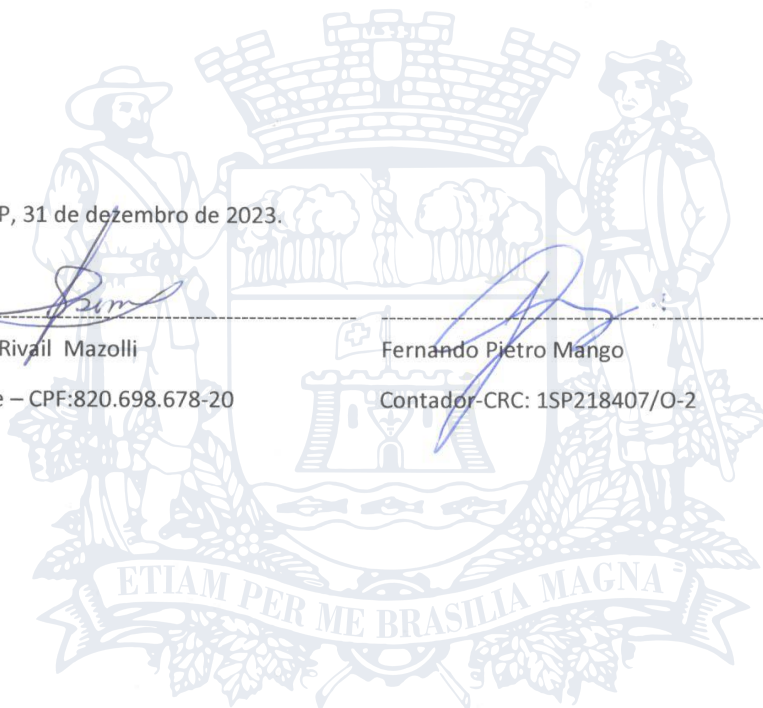 P, 31 de dezembro de 2023.
Rivail Mazolli
Fernando Pietro Mango
e – CPF:820.698.678-20
Contador-CRC: 1SP218407/O-2
ETIAM PER ME BRASILIA MAGNA